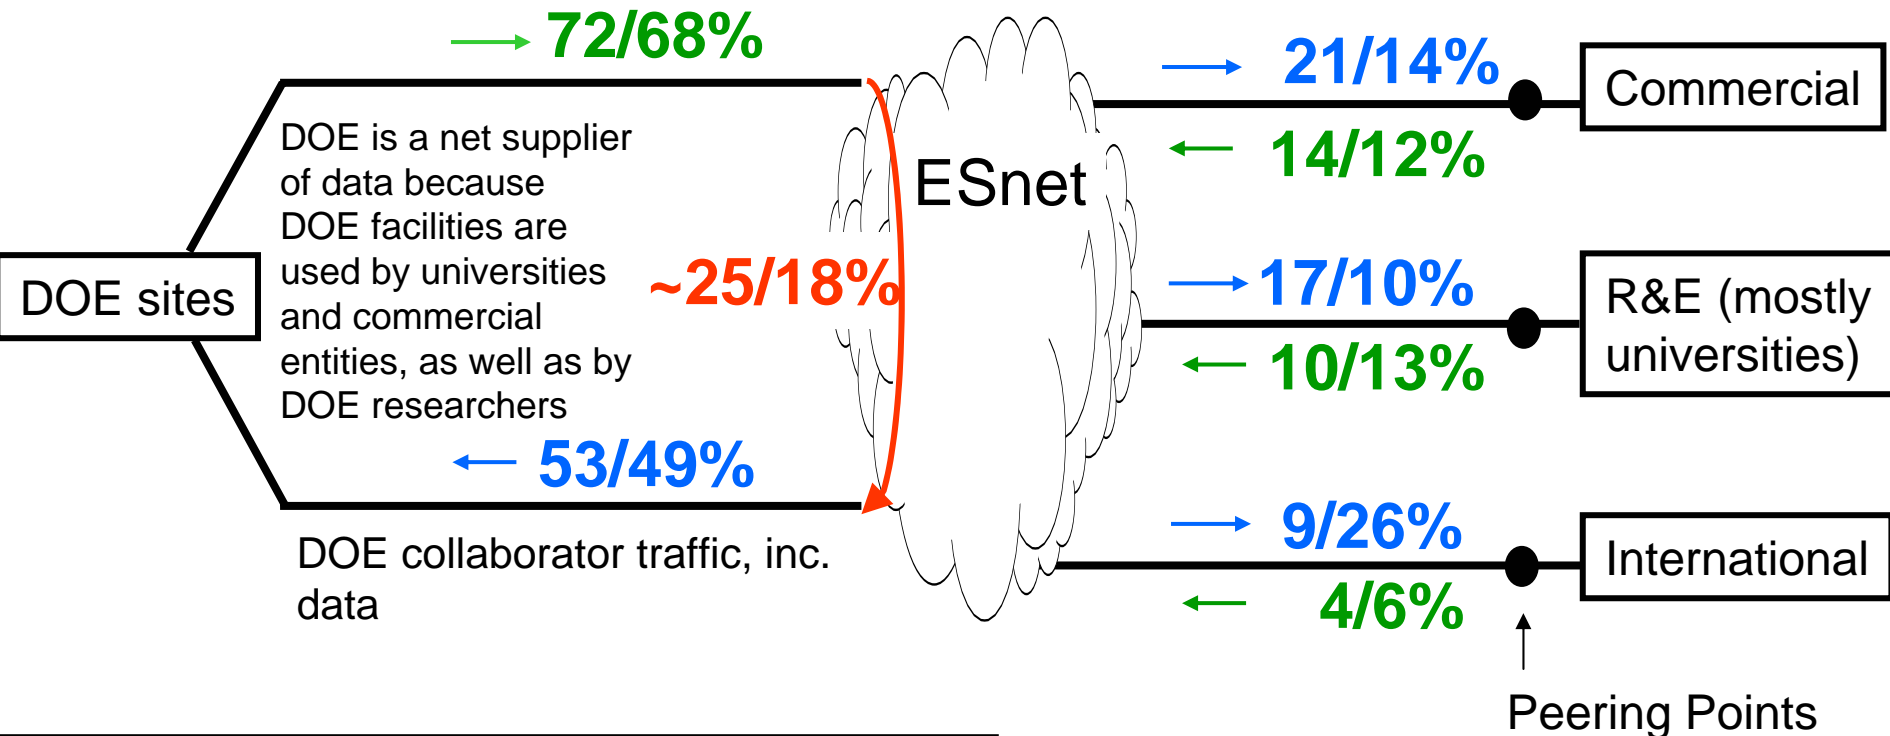 72/68%
DOE is a net supplier
of data because
DOE facilities are
used by universities
and commercial
entities, as well as by
DOE researchers
DOE sites
~25/18%
53/49%
DOE collaborator traffic, inc.
data
ESnet
21/14%
14/12%
Commercial
17/10%
10/13%
R&E (mostly
universities)
9/26%
4/6%
International
Peering Points